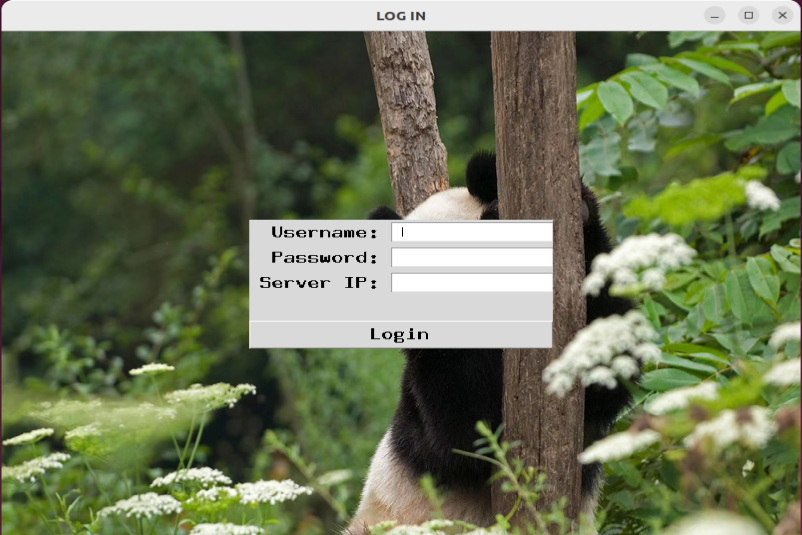 LOG IN
Username:
Password:
Server IP:
Login